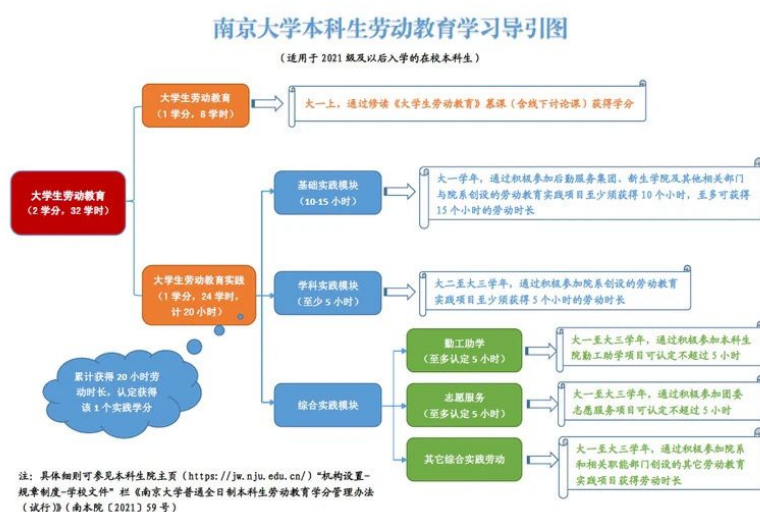 南京大学本科生劳动教育学习导引图
（适用于 2021 级及以后入学的在校本科生）
大学生劳动教育
（2 学分，32 学时）
大学生劳动教育
（1 学分，8 学时）
大一上，通过修读《大学生劳动教育》慕课（含线下讨论课）获得学分
大学生劳动教育实践
（1 学分，24 学时，
计 20 小时）
累计获得 20 小时劳
动时长，认定获得
该 1 个实践学分
基础实践模块
（10-15 小时）
大一学年，通过积极参加后勤服务集团、新生学院及其他相关部门
与院系创设的劳动教育实践项目至少须获得 10 个小时，至多可获得
15 个小时的劳动时长
学科实践模块
（至少 5 小时）
大二至大三学年，通过积极参加院系创设的劳动教育
实践项目至少须获得 5 个小时的劳动时长
综合实践模块
勤工助学
（至多认定 5 小时）
大一至大三学年，通过积极参加本科生
院勤工助学项目可认定不超过 5 小时
志愿服务
（至多认定 5 小时）
大一至大三学年，通过积极参加团委
志愿服务项目可认定不超过 5 小时
其它综合实践劳动
大一至大三学年，通过积极参加院系
和相关职能部门创设的其它劳动教育
实践项目获得劳动时长
注：具体细则可参见本科生院主页（https://jw.nju.edu.cn/）“机构设置-
规章制度-学校文件”栏《南京大学普通全日制本科生劳动教育学分管理办法
（试行）》（南本院〔2021〕59 号）